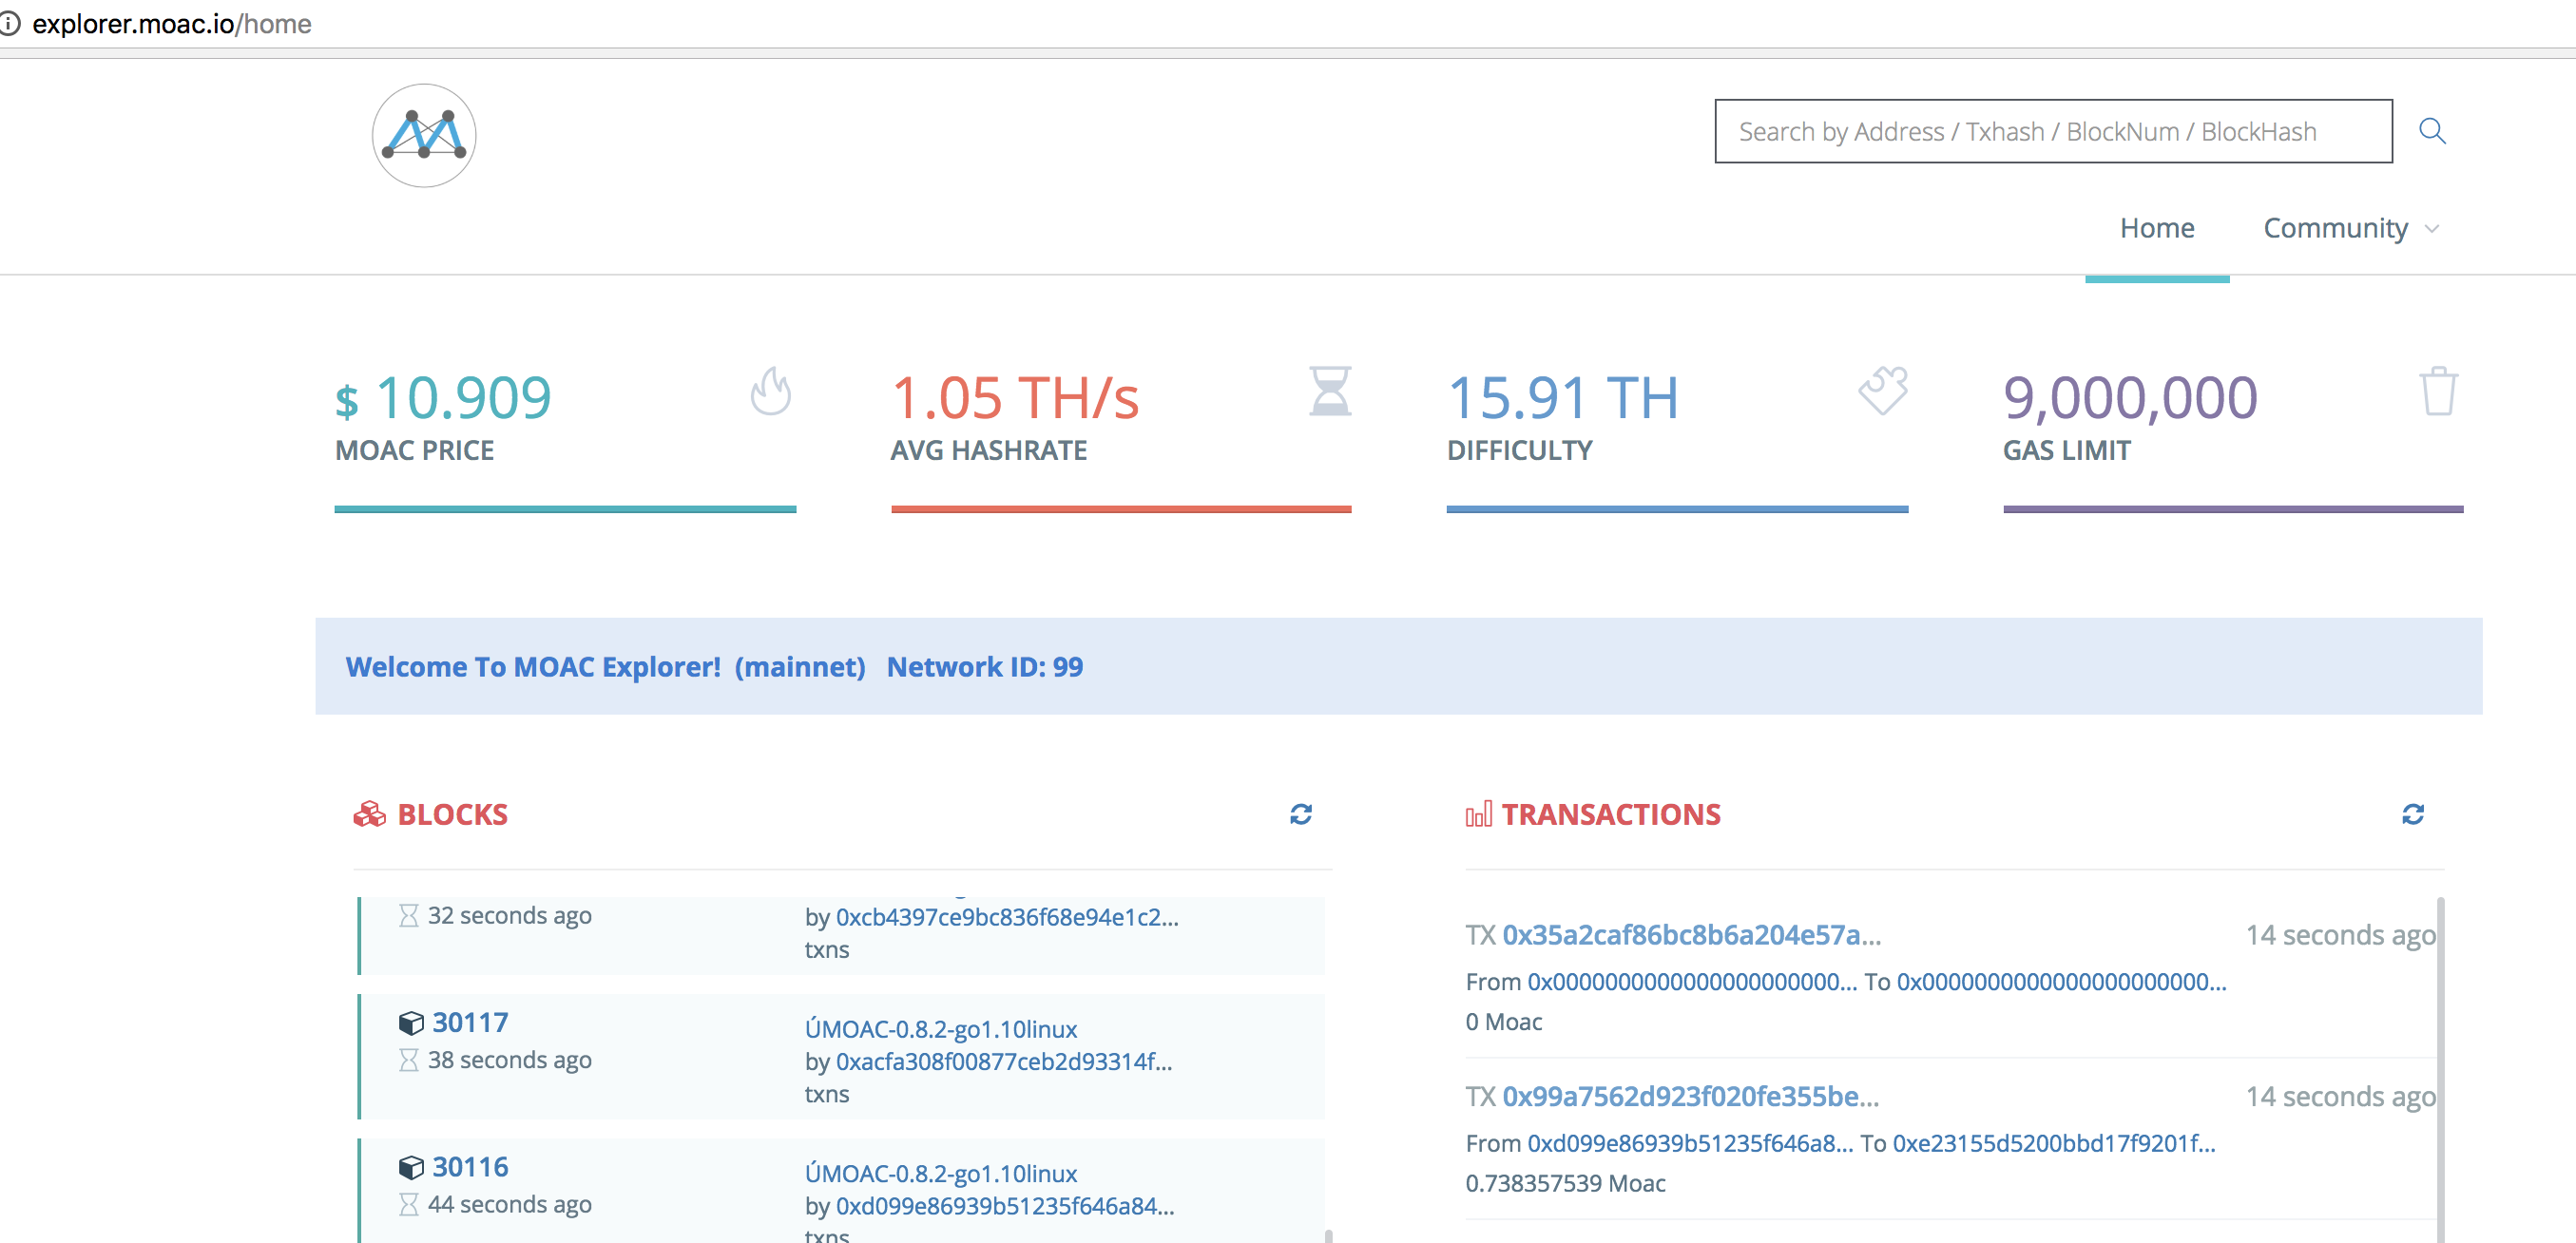 explorer.moac.io/home
Search by Address / Txhash / BlockNum / BlockHash
Home Community
$ 10.909
MOAC PRICE
1.05 TH/s
AVG HASHRATE
15.91 TH
DIFFICULTY
9,000,000
GAS LIMIT
Welcome To MOAC Explorer! (mainnet) Network ID: 99
BLOCKS
32 seconds ago
by 0xcb4397ce9bc836f68e94e1c2...
txns
30117
38 seconds ago
ÚMOAC-0.8.2-go1.10linux
by 0xacfa308f00877ceb2d93314f...
txns
30116
44 seconds ago
ÚMOAC-0.8.2-go1.10linux
by 0xd099e86939b51235f646a84...
txns
TRANSACTIONS
TX 0x35a2caf86bc8b6a204e57a... 14 seconds ago
From 0x0000000000000000000000... To 0x0000000000000000000000...
0 Moac
TX 0x99a7562d923f020fe355be... 14 seconds ago
From 0xd099e86939b51235f646a8... To 0xe23155d5200bbd17f9201f...
0.738357539 Moac